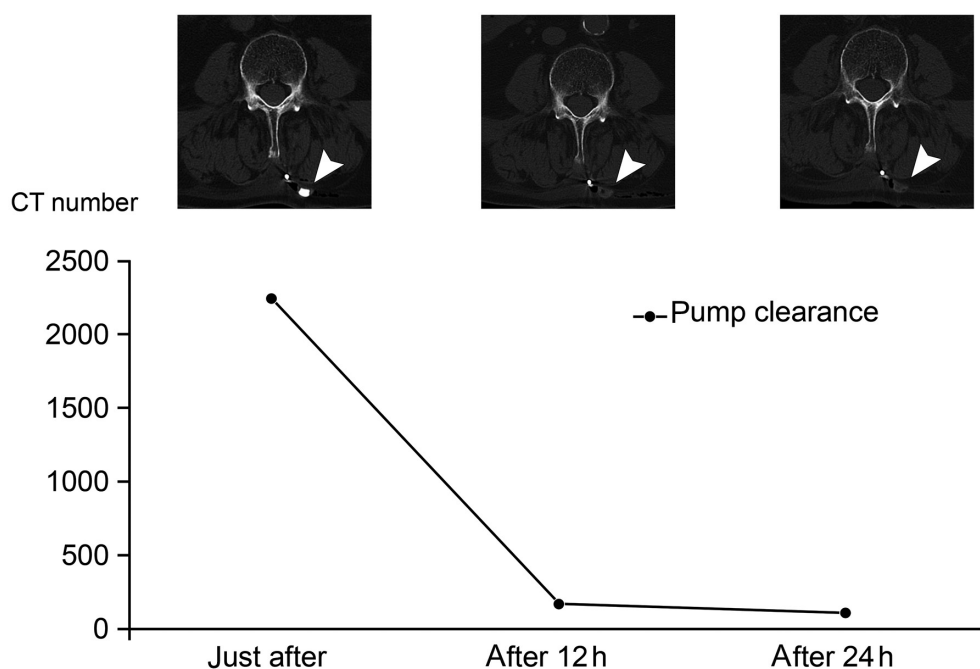 CT number
2500
2000
1500
1000
500
0
Pump clearance
Just after
After 12 h
After 24 h